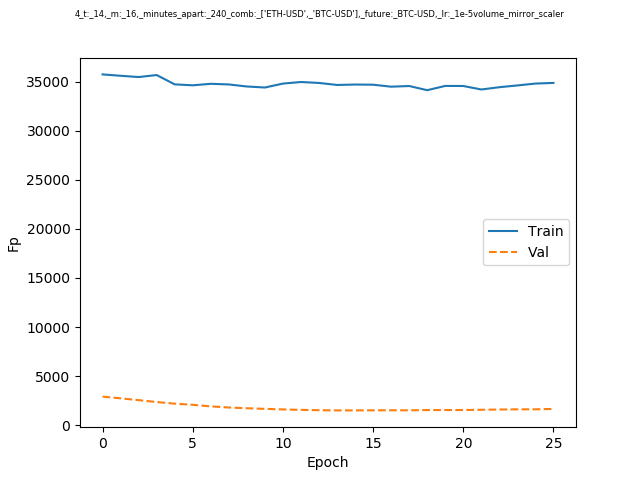 4_t:_14,_m:_16,_minutes_apart:_240_comb:_['ETH-USD',_'BTC-USD'],_future:_BTC-USD,_lr:_1e-5volume_mirror_scaler
35000
30000
25000
20000
15000
10000
5000
0
Fp
Train
Val
0 5 10 15 20 25
Epoch